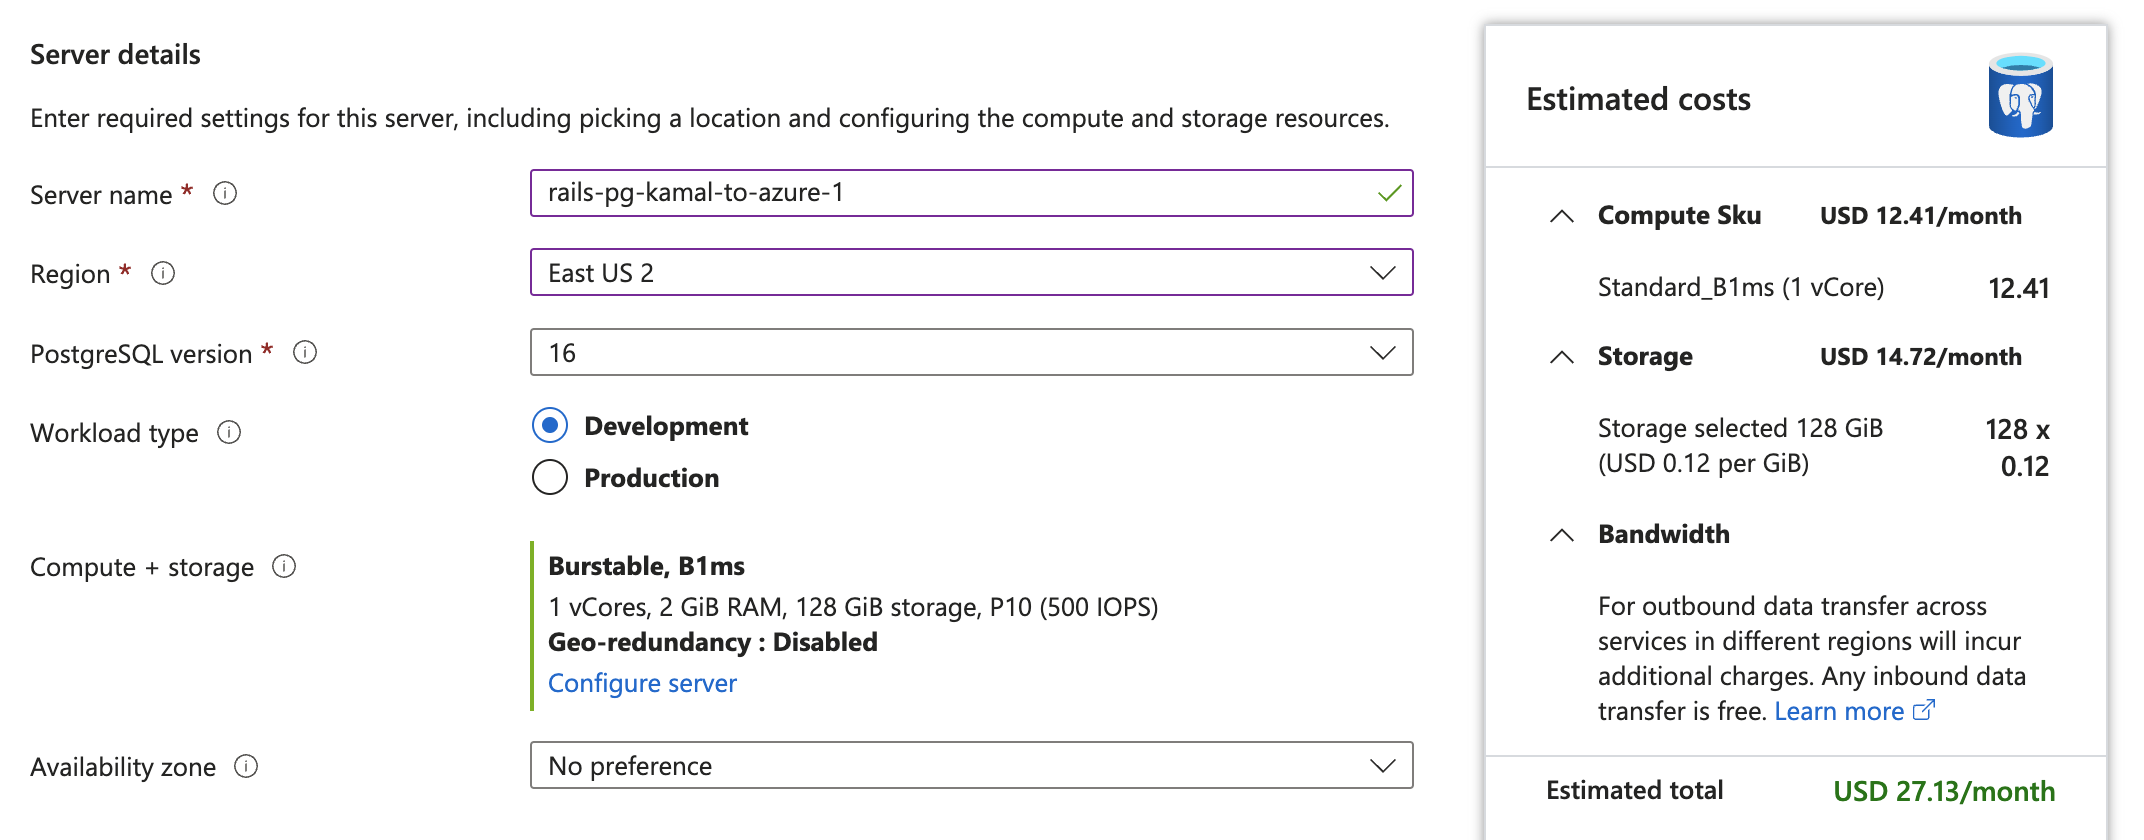 Server details
Enter required settings for this server, including picking a location and configuring the compute and storage resources.
Server name *
rails-pg-kamal-to-azure-1
Region *
East US 2
PostgreSQL version *
16
Workload type
Development
Production
Compute + storage
Burstable, B1ms
1 vCores, 2 GiB RAM, 128 GiB storage, P10 (500 IOPS)
Geo-redundancy : Disabled
Configure server
Availability zone
No preference
Estimated costs
Compute Sku USD 12.41/month
Standard_B1ms (1 vCore) 12.41
Storage USD 14.72/month
Storage selected 128 GiB 128 x
(USD 0.12 per GiB) 0.12
Bandwidth
For outbound data transfer across
services in different regions will incur
additional charges. Any inbound data
transfer is free. Learn more
Estimated total USD 27.13/month